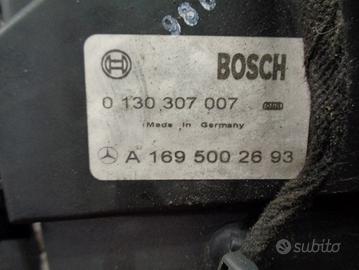 BOSCH
0 130 307 007
Made in Germany
A 169 500 26 93
subito